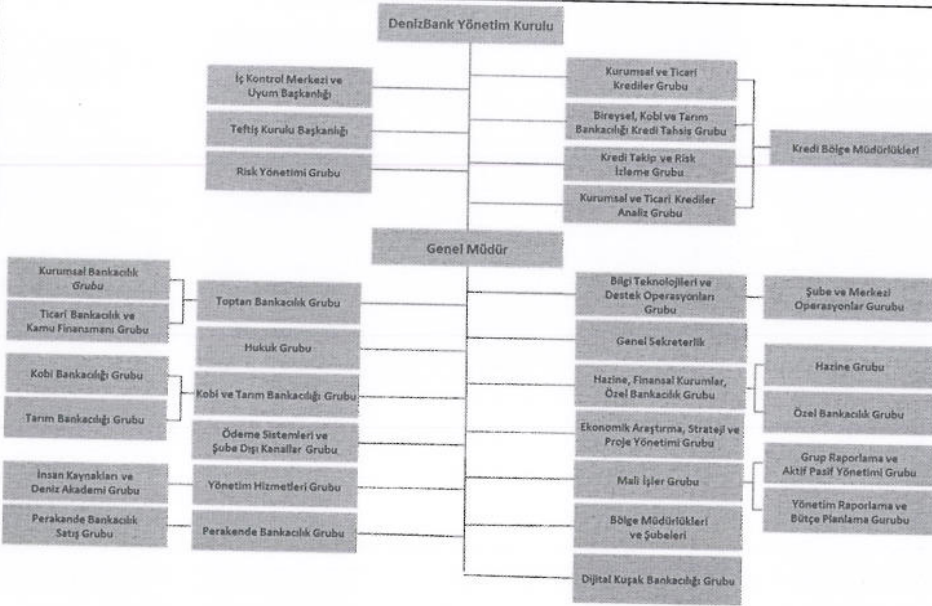 DenizBank Yönetim Kurulu
İç Kontrol Merkezi ve
Uyum Başkanlığı
Teftiş Kurulu Başkanlığı
Risk Yönetimi Grubu
Kurumsal ve Ticari
Krediler Grubu
Bireysel, Kobi ve Tarım
Bankacılığı Kredi Tahsis Grubu
Kredi Takip ve Risk
İzleme Grubu
Kurumsal ve Ticari Krediler
Analiz Grubu
Kredi Bölge Müdürlükleri
Genel Müdür
Kurumsal Bankacılık
Grubu
Ticari Bankacılık ve
Kamu Finansmanı Grubu
Kobi Bankacılığı Grubu
Tarım Bankacılığı Grubu
İnsan Kaynakları ve
Deniz Akademi Grubu
Perakande Bankacılık
Satış Grubu
Toptan Bankacılık Grubu
Hukuk Grubu
Kobi ve Tarım Bankacılığı Grubu
Ödeme Sistemleri ve
Şube Dışı Kanallar Grubu
Yönetim Hizmetleri Grubu
Perakende Bankacılık Grubu
Bilgi Teknolojileri ve
Destek Operasyonları
Grubu
Genel Sekreterlik
Hazine, Finansal Kurumlar,
Özel Bankacılık Grubu
Ekonomik Araştırma, Strateji ve
Proje Yönetimi Grubu
Mali İşler Grubu
Bölge Müdürlükleri
ve Şubeleri
Dijital Kuşak Bankacılığı Grubu
Şube ve Merkezi
Operasyonlar Gurubu
Hazine Grubu
Özel Bankacılık Grubu
Grup Raporlama ve
Aktif Pasif Yönetimi Grubu
Yönetim Raporlama ve
Bütçe Planlama Gurubu